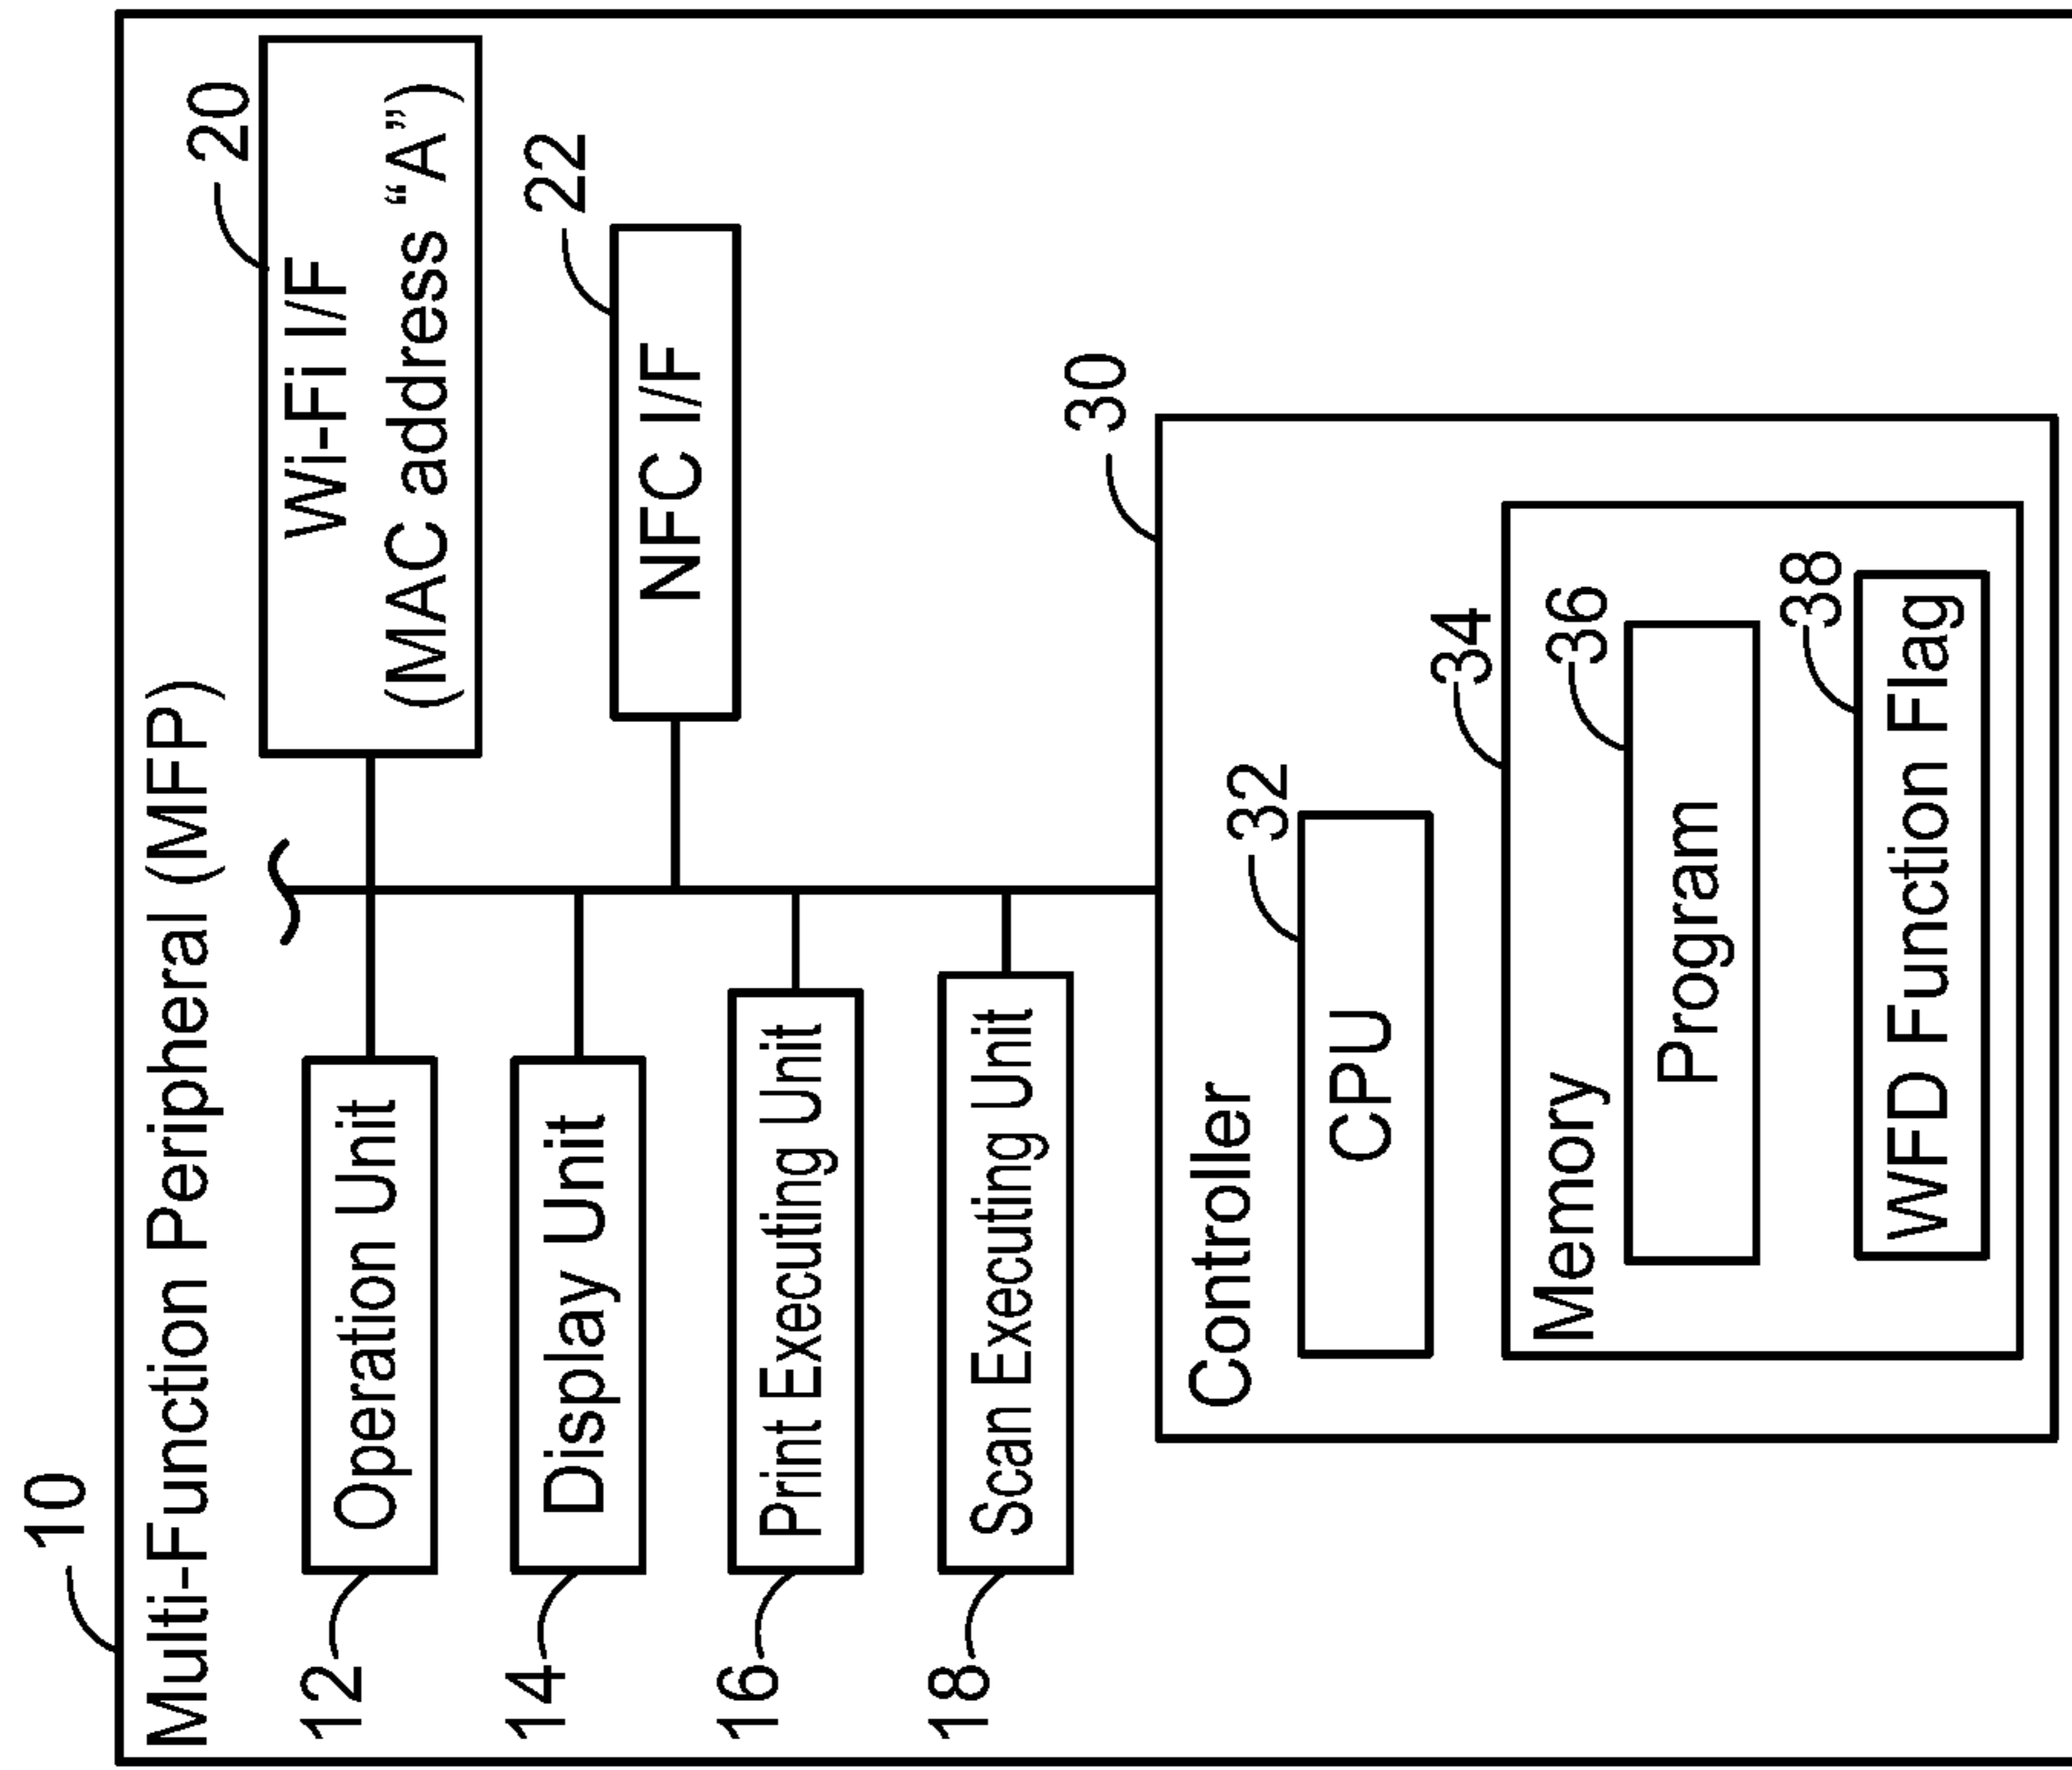 10
Multi-Function Peripheral (MFP)
12
Operation Unit
Wi-Fi I/F
(MAC address “A”)
20
14
Display Unit
NFC I/F
22
16
Print Executing Unit
18
Scan Executing Unit
30
Controller
CPU
32
Memory
34
Program
36
WFD Function Flag
38